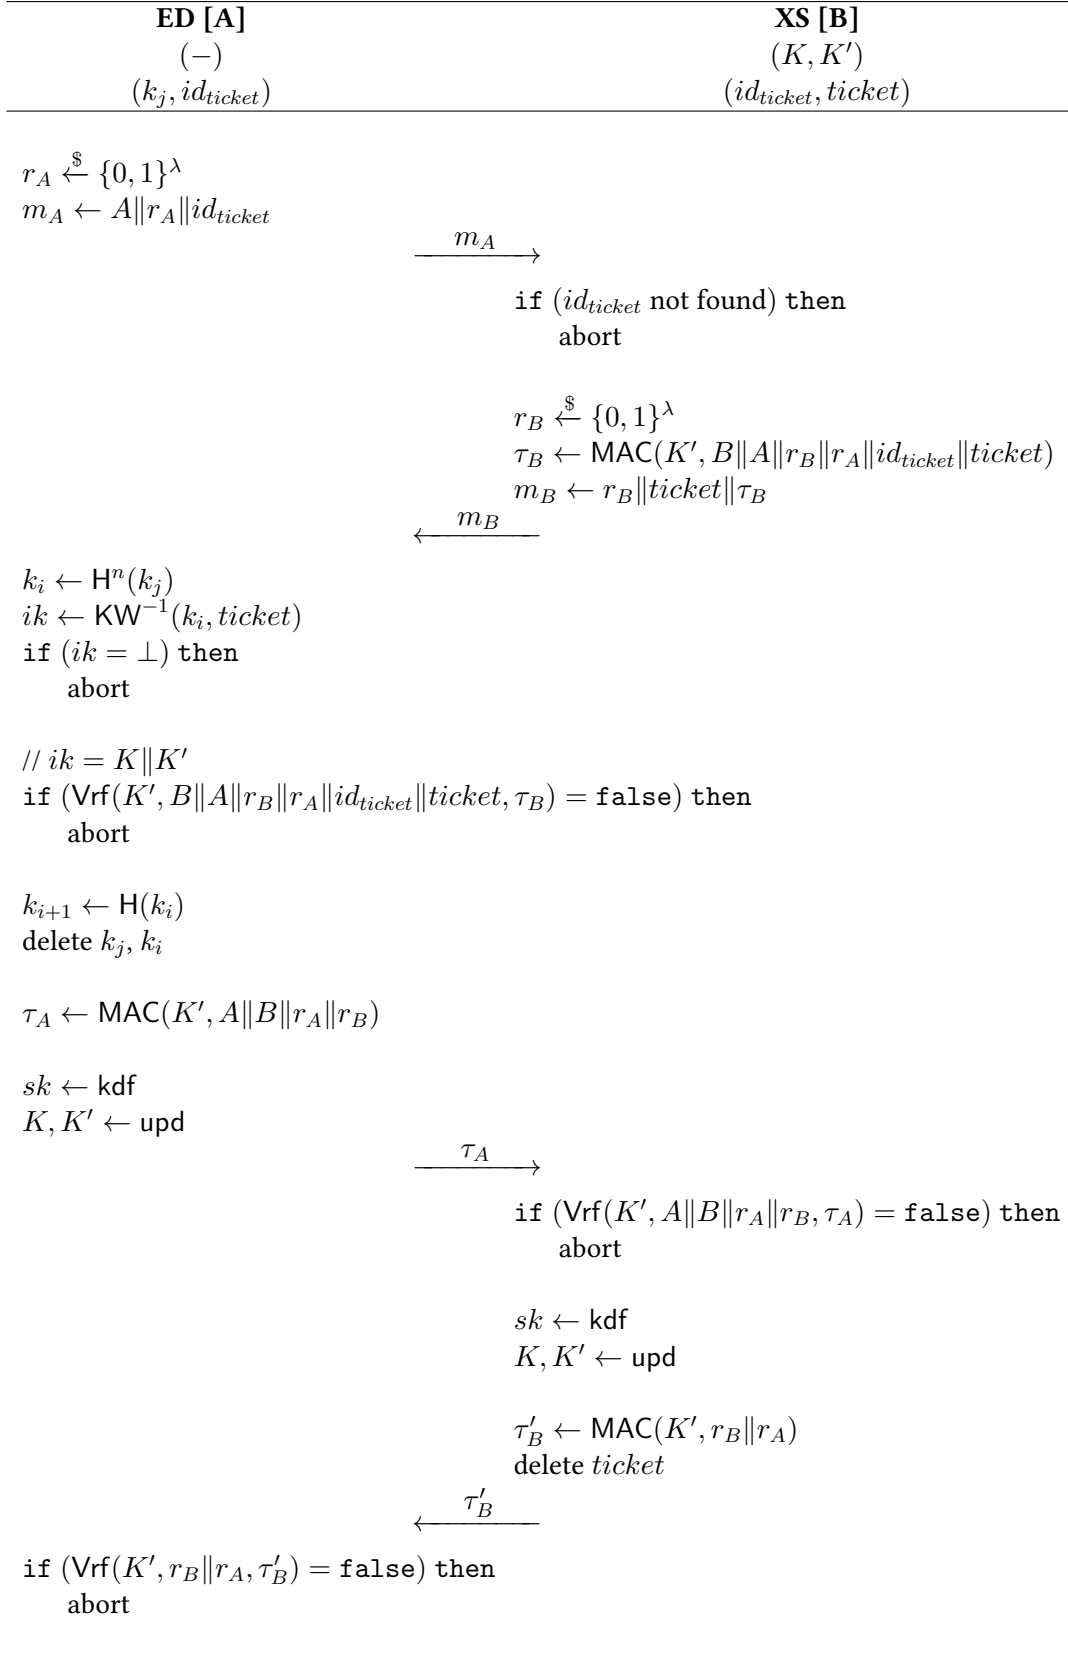 ED [A] XS [B]
(−) (K, K′)
(k_j, id_ticket) (id_ticket, ticket)
r_A ←$ {0, 1}^λ
m_A ← A∥r_A∥id_ticket
m_A
if (id_ticket not found) then
abort
r_B ←$ {0, 1}^λ
τ_B ← MAC(K′, B∥A∥r_B∥r_A∥id_ticket∥ticket)
m_B ← r_B∥ticket∥τ_B
m_B
k_i ← H^n(k_j)
ik ← KW^−1(k_i, ticket)
if (ik = ⊥) then
abort
// ik = K∥K′
if (Vrf(K′, B∥A∥r_B∥r_A∥id_ticket∥ticket, τ_B) = false) then
abort
k_i+1 ← H(k_i)
delete k_j, k_i
τ_A ← MAC(K′, A∥B∥r_A∥r_B)
sk ← kdf
K, K′ ← upd
τ_A
if (Vrf(K′, A∥B∥r_A∥r_B, τ_A) = false) then
abort
sk ← kdf
K, K′ ← upd
τ′_B ← MAC(K′, r_B∥r_A)
delete ticket
τ′_B
if (Vrf(K′, r_B∥r_A, τ′_B) = false) then
abort